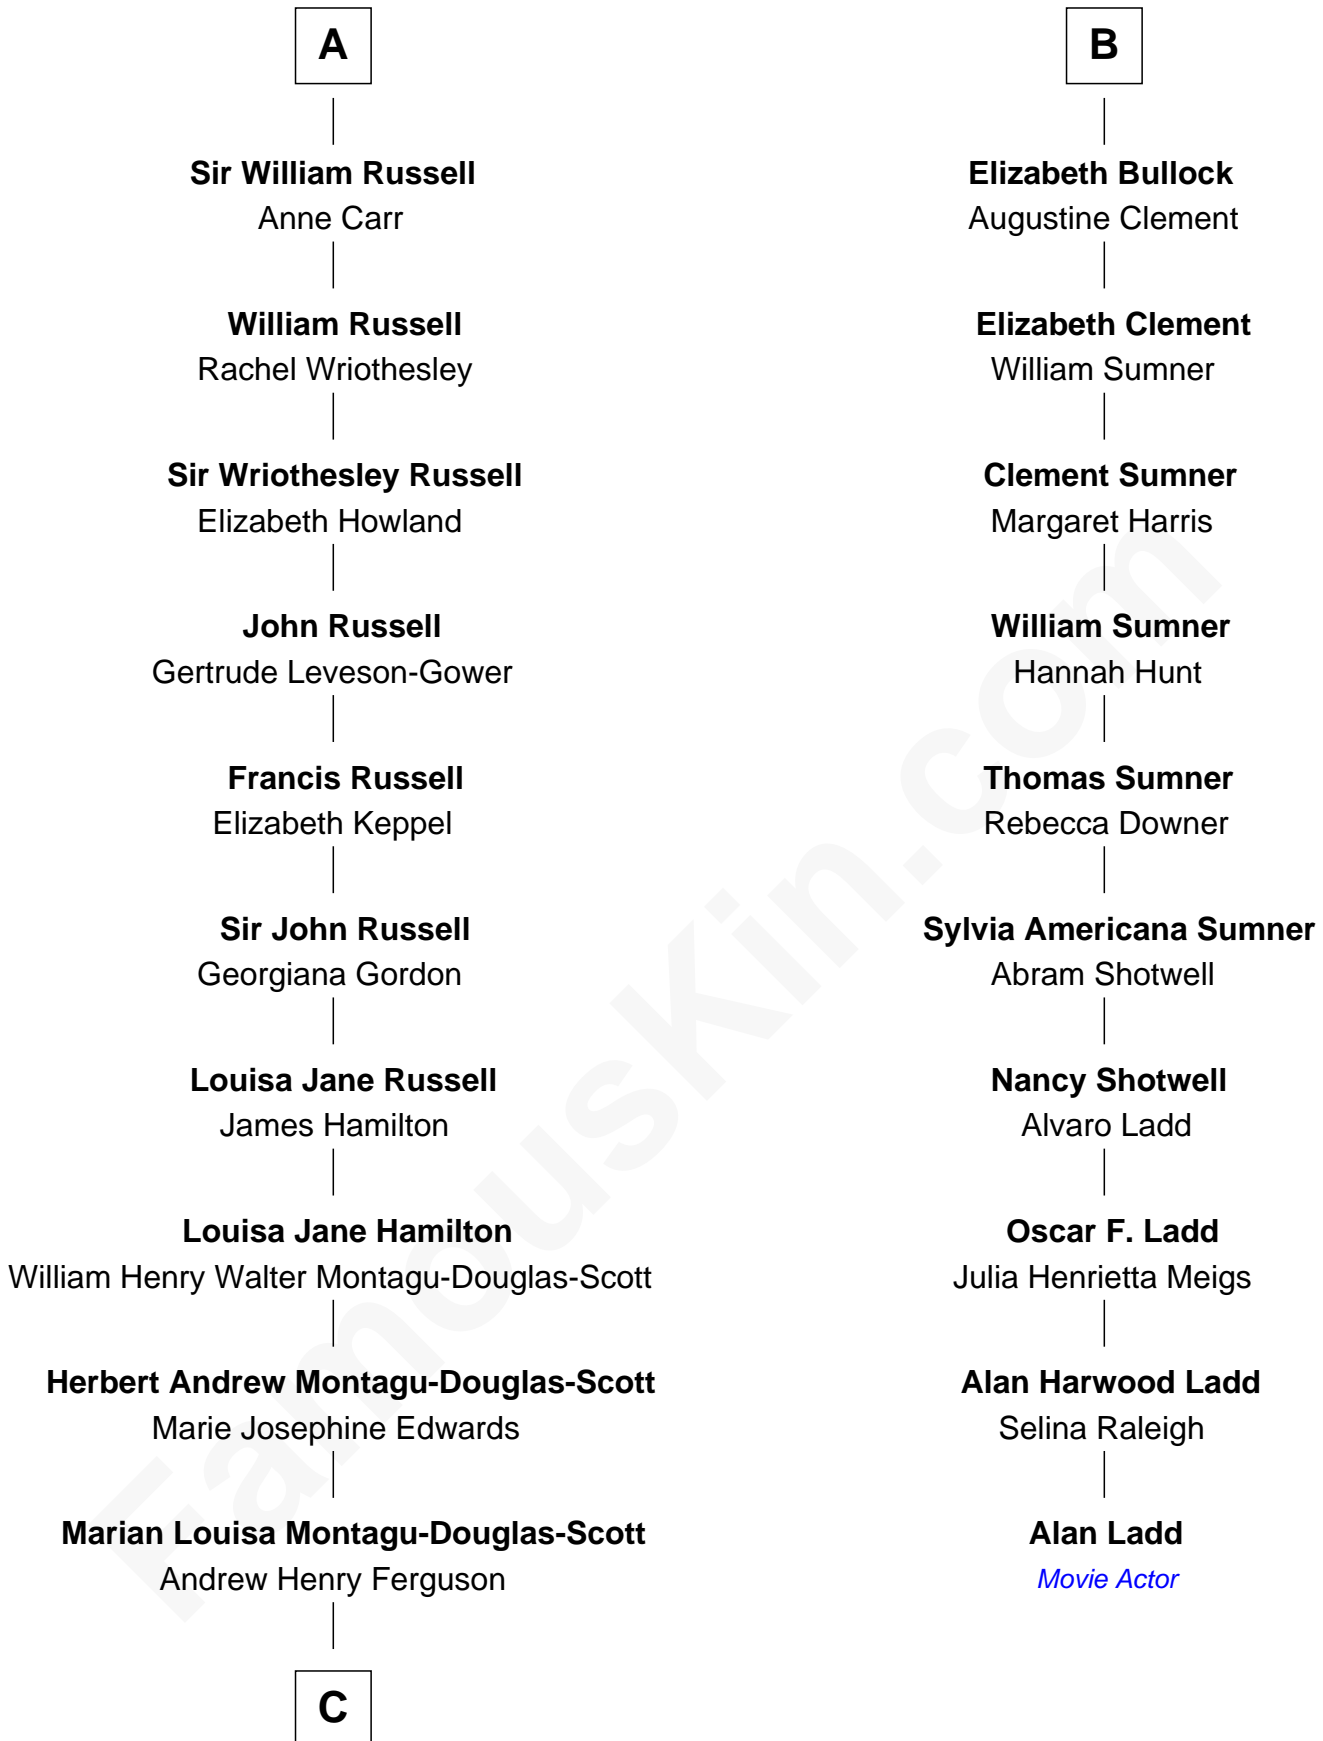 A
Sir William Russell
Anne Carr
William Russell
Rachel Wriothesley
Sir Wriothesley Russell
Elizabeth Howland
John Russell
Gertrude Leveson-Gower
Francis Russell
Elizabeth Keppel
Sir John Russell
Georgiana Gordon
Louisa Jane Russell
James Hamilton
Louisa Jane Hamilton
William Henry Walter Montagu-Douglas-Scott
Herbert Andrew Montagu-Douglas-Scott
Marie Josephine Edwards
Marian Louisa Montagu-Douglas-Scott
Andrew Henry Ferguson
C
B
Elizabeth Bullock
Augustine Clement
Elizabeth Clement
William Sumner
Clement Sumner
Margaret Harris
William Sumner
Hannah Hunt
Thomas Sumner
Rebecca Downer
Sylvia Americana Sumner
Abram Shotwell
Nancy Shotwell
Alvaro Ladd
Oscar F. Ladd
Julia Henrietta Meigs
Alan Harwood Ladd
Selina Raleigh
Alan Ladd
Movie Actor
FamousKin.com